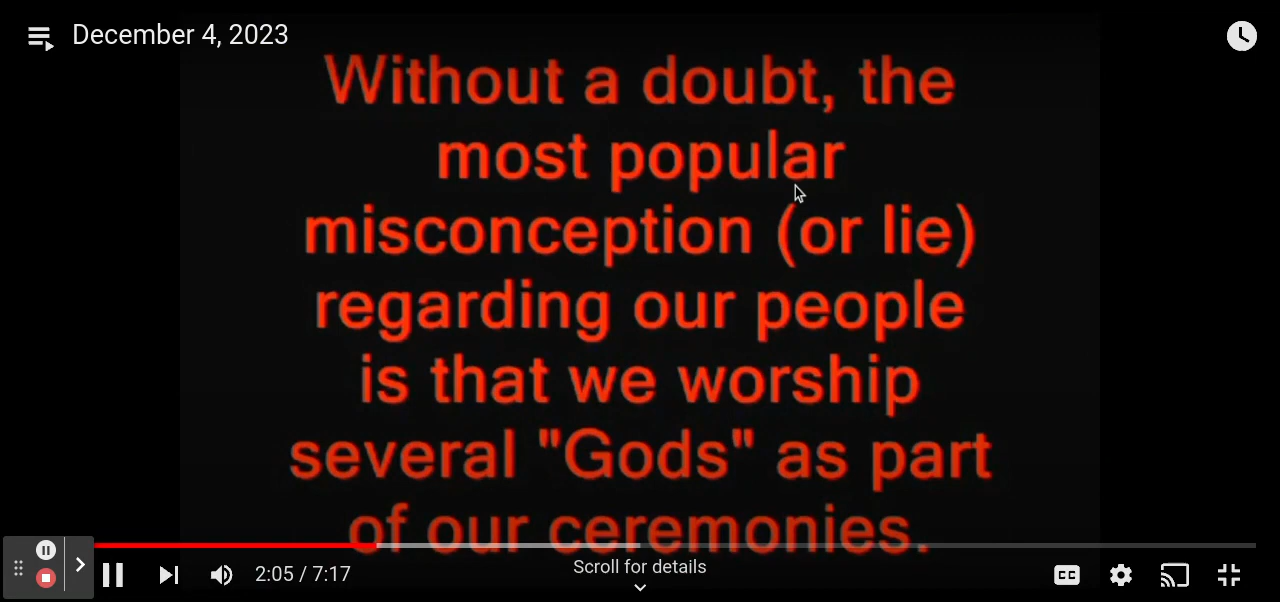 December 4, 2023
Without a doubt, the
most popular
misconception (or lie)
regarding our people
is that we worship
several "Gods" as part
of our ceremonies.
2:05 / 7:17
Scroll for details
CC